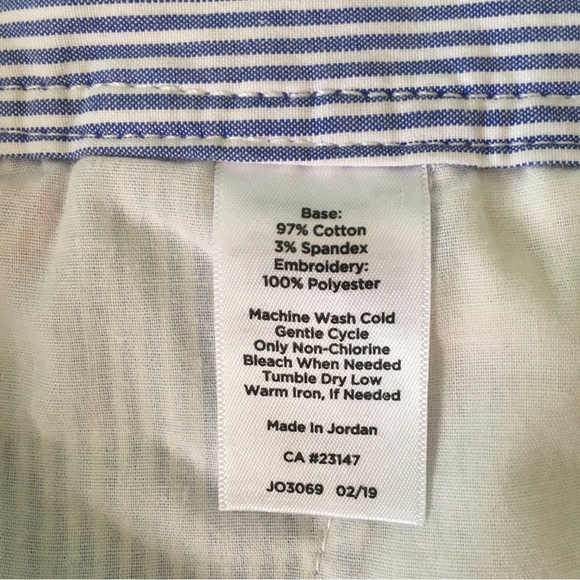 Base:
97% Cotton
3% Spandex
Embroidery:
100% Polyester
Machine Wash Cold
Gentle Cycle
Only Non-Chlorine
Bleach When Needed
Tumble Dry Low
Warm Iron, If Needed
Made In Jordan
CA #23147
JO3069 02/19